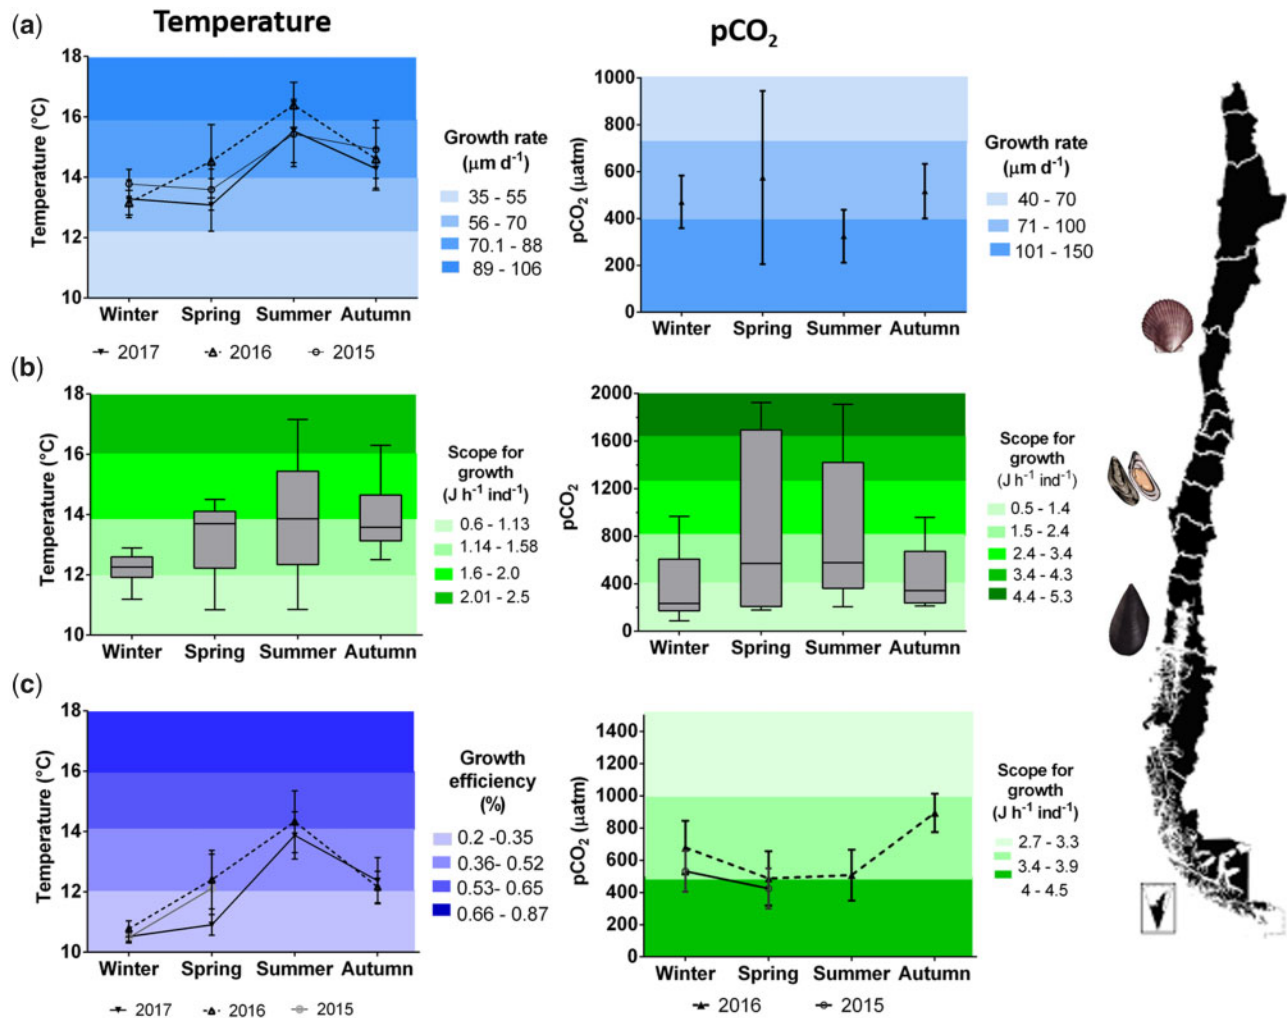 (a)
Temperature
pCO₂
18
16
14
12
10
Temperature (°C)
Winter Spring Summer Autumn
2017 2016 2015
Growth rate
(μm d⁻¹)
35 - 55
56 - 70
70.1 - 88
89 - 106
1000
800
600
400
200
0
pCO₂ (μatm)
Winter Spring Summer Autumn
Growth rate
(μm d⁻¹)
40 - 70
71 - 100
101 - 150
(b)
18
16
14
12
10
Temperature (°C)
Winter Spring Summer Autumn
Scope for
growth
(J h⁻¹ ind⁻¹)
0.6 - 1.13
1.14 - 1.58
1.6 - 2.0
2.01 - 2.5
2000
1600
1200
800
400
0
pCO₂
Winter Spring Summer Autumn
Scope for
growth
(J h⁻¹ ind⁻¹)
0.5 - 1.4
1.5 - 2.4
2.4 - 3.4
3.4 - 4.3
4.4 - 5.3
(c)
18
16
14
12
10
Temperature (°C)
Winter Spring Summer Autumn
2017 2016 2015
Growth
efficiency
(%)
0.2 -0.35
0.36- 0.52
0.53- 0.65
0.66 - 0.87
1400
1200
1000
800
600
400
200
0
pCO₂ (μatm)
Winter Spring Summer Autumn
2016 2015
Scope for
growth
(J h⁻¹ ind⁻¹)
2.7 - 3.3
3.4 - 3.9
4 - 4.5